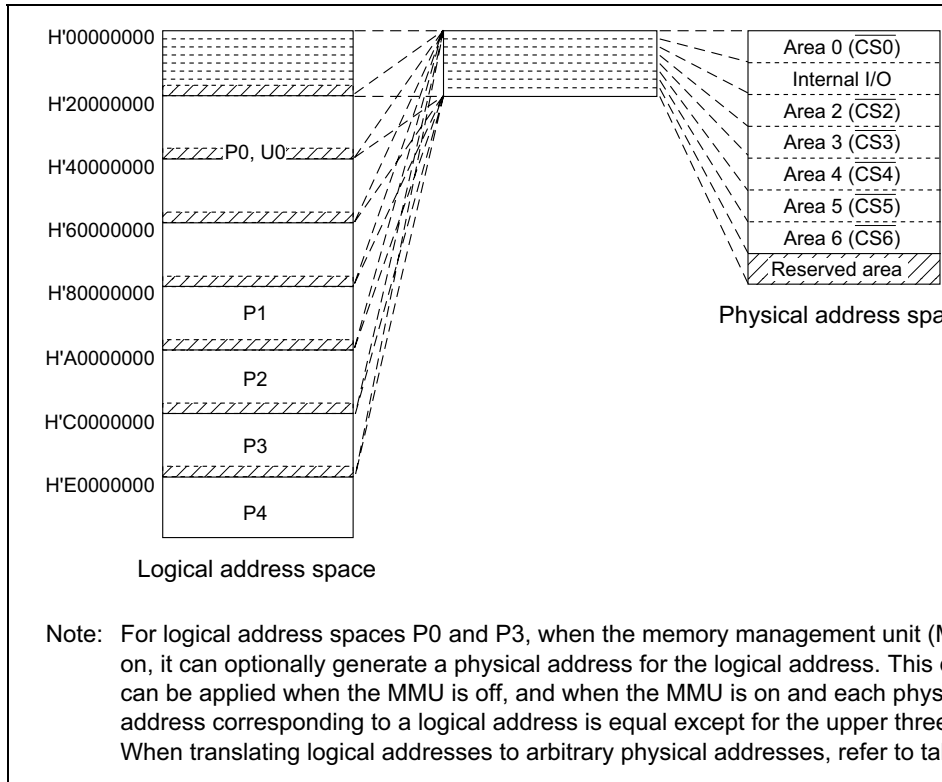 H'00000000
H'20000000
H'40000000
H'60000000
H'80000000
H'A0000000
H'C0000000
H'E0000000
P0, U0
P1
P2
P3
P4
Logical address space
Area 0 (CS0)
Internal I/O
Area 2 (CS2)
Area 3 (CS3)
Area 4 (CS4)
Area 5 (CS5)
Area 6 (CS6)
Reserved area
Physical address
Note: For logical address spaces P0 and P3, when the memory management unit
on, it can optionally generate a physical address for the logical address. This
can be applied when the MMU is off, and when the MMU is on and each
address corresponding to a logical address is equal except for the upper three
When translating logical addresses to arbitrary physical addresses, refer to